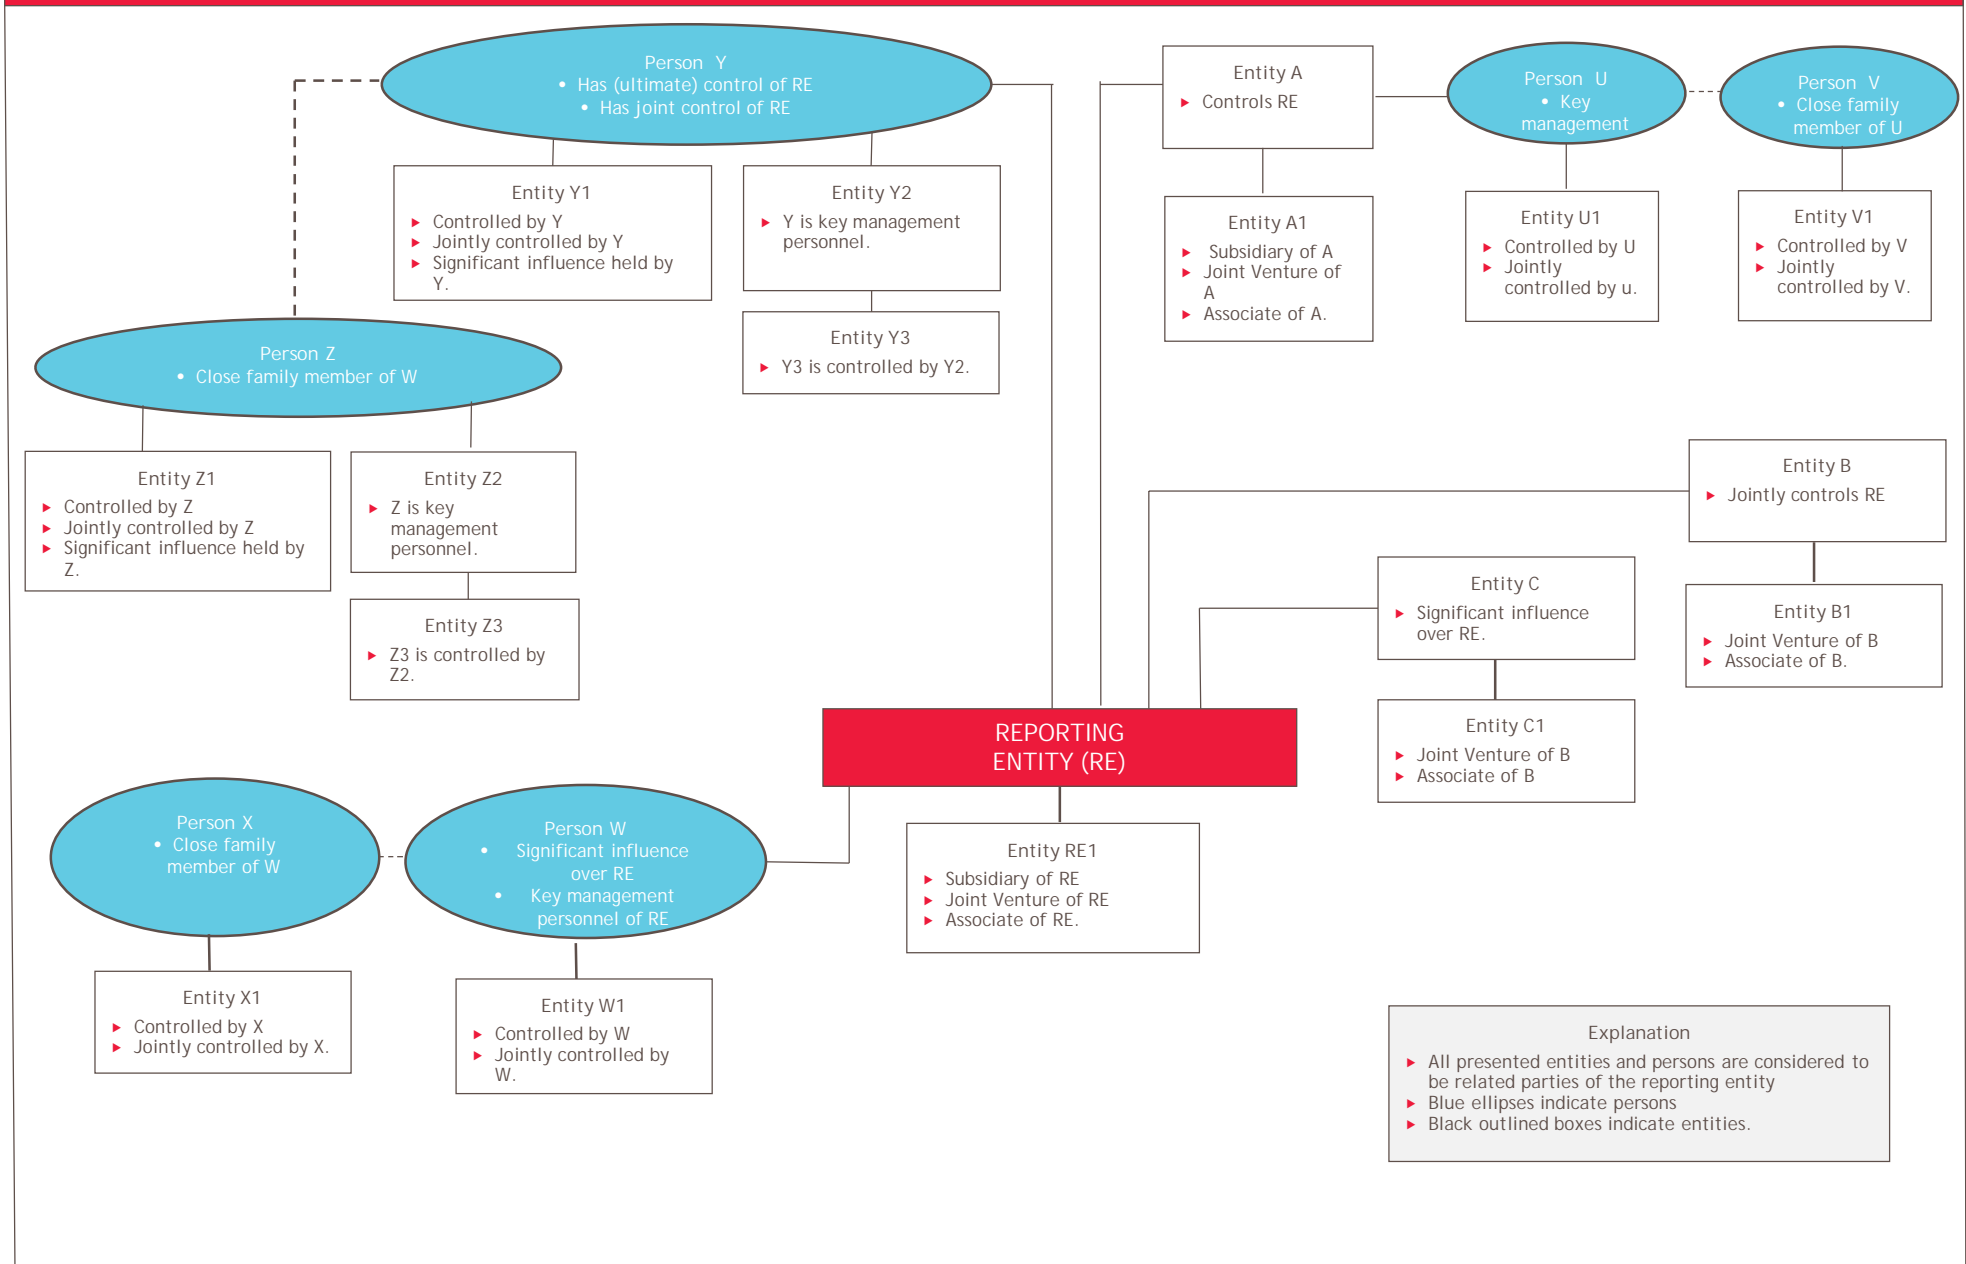 Person Y
• Has (ultimate) control of RE
• Has joint control of RE
Entity A
► Controls RE
Person U
• Key
management
Person V
• Close family
member of U
Entity Y1
► Controlled by Y
► Jointly controlled by Y
► Significant influence held by
Y.
Entity Y2
► Y is key management
personnel.
Entity A1
► Subsidiary of A
► Joint Venture of
A
► Associate of A.
Entity U1
► Controlled by U
► Jointly
controlled by u.
Entity V1
► Controlled by V
► Jointly
controlled by V.
Entity Y3
► Y3 is controlled by Y2.
Person Z
• Close family member of W
Entity Z1
► Controlled by Z
► Jointly controlled by Z
► Significant influence held by
Z.
Entity Z2
► Z is key
management
personnel.
Entity Z3
► Z3 is controlled by
Z2.
Entity B
► Jointly controls RE
Entity C
► Significant influence
over RE.
Entity B1
► Joint Venture of B
► Associate of B.
Entity C1
► Joint Venture of B
► Associate of B
REPORTING
ENTITY (RE)
Person X
• Close family
member of W
Person W
• Significant influence
over RE
• Key management
personnel of RE
Entity RE1
► Subsidiary of RE
► Joint Venture of RE
► Associate of RE.
Entity X1
► Controlled by X
► Jointly controlled by X.
Entity W1
► Controlled by W
► Jointly controlled by
W.
Explanation
► All presented entities and persons are considered to
be related parties of the reporting entity
► Blue ellipses indicate persons
► Black outlined boxes indicate entities.